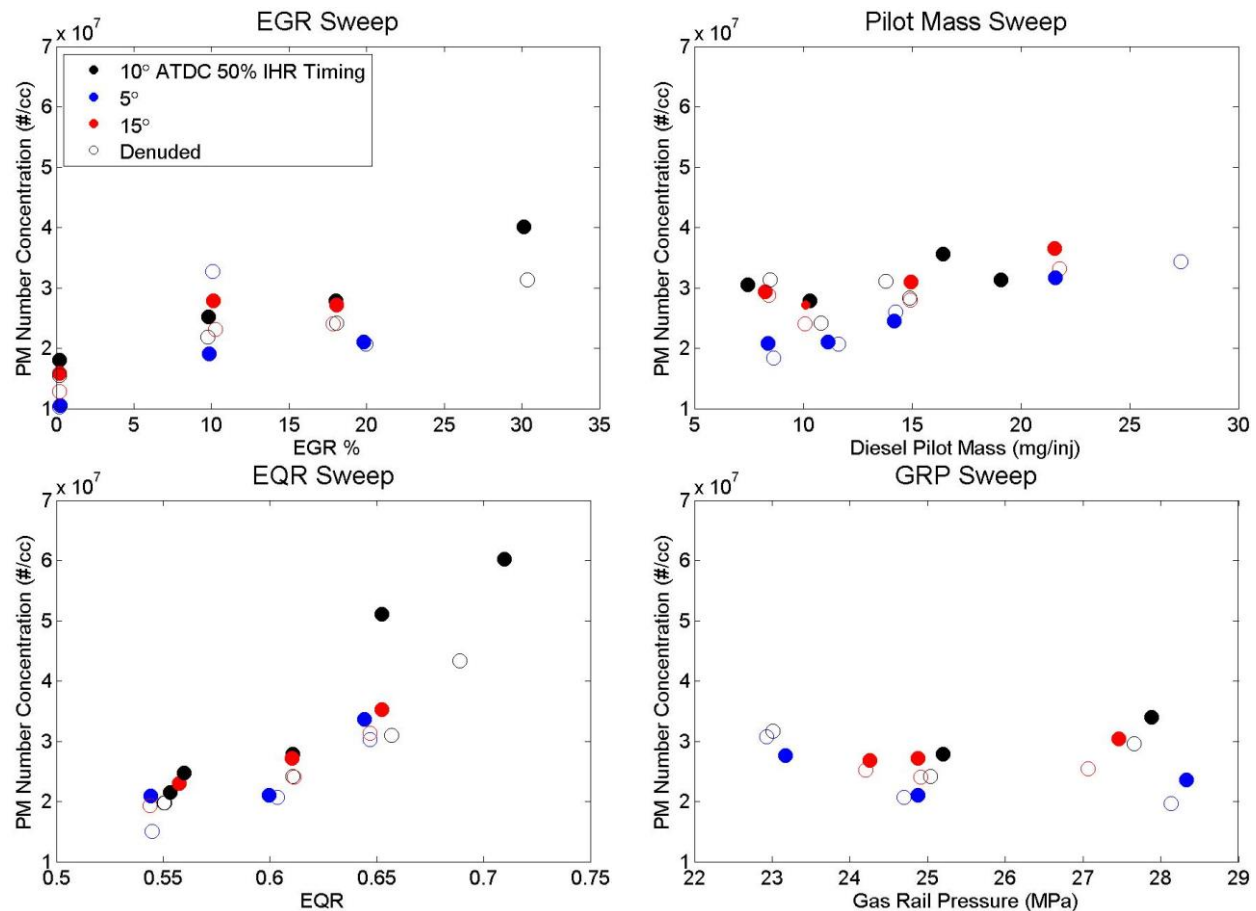 EGR Sweep
x 10^7
7
6
5
4
3
2
1
PM Number Concentration (#/cc)
10° ATDC 50% IHR Timing
5°
15°
Denuded
0 5 10 15 20 25 30 35
EGR %
Pilot Mass Sweep
x 10^7
7
6
5
4
3
2
1
PM Number Concentration (#/cc)
5 10 15 20 25 30
Diesel Pilot Mass (mg/inj)
EQR Sweep
x 10^7
7
6
5
4
3
2
1
PM Number Concentration (#/cc)
0.5 0.55 0.6 0.65 0.7 0.75
EQR
GRP Sweep
x 10^7
7
6
5
4
3
2
1
PM Number Concentration (#/cc)
22 23 24 25 26 27 28 29
Gas Rail Pressure (MPa)